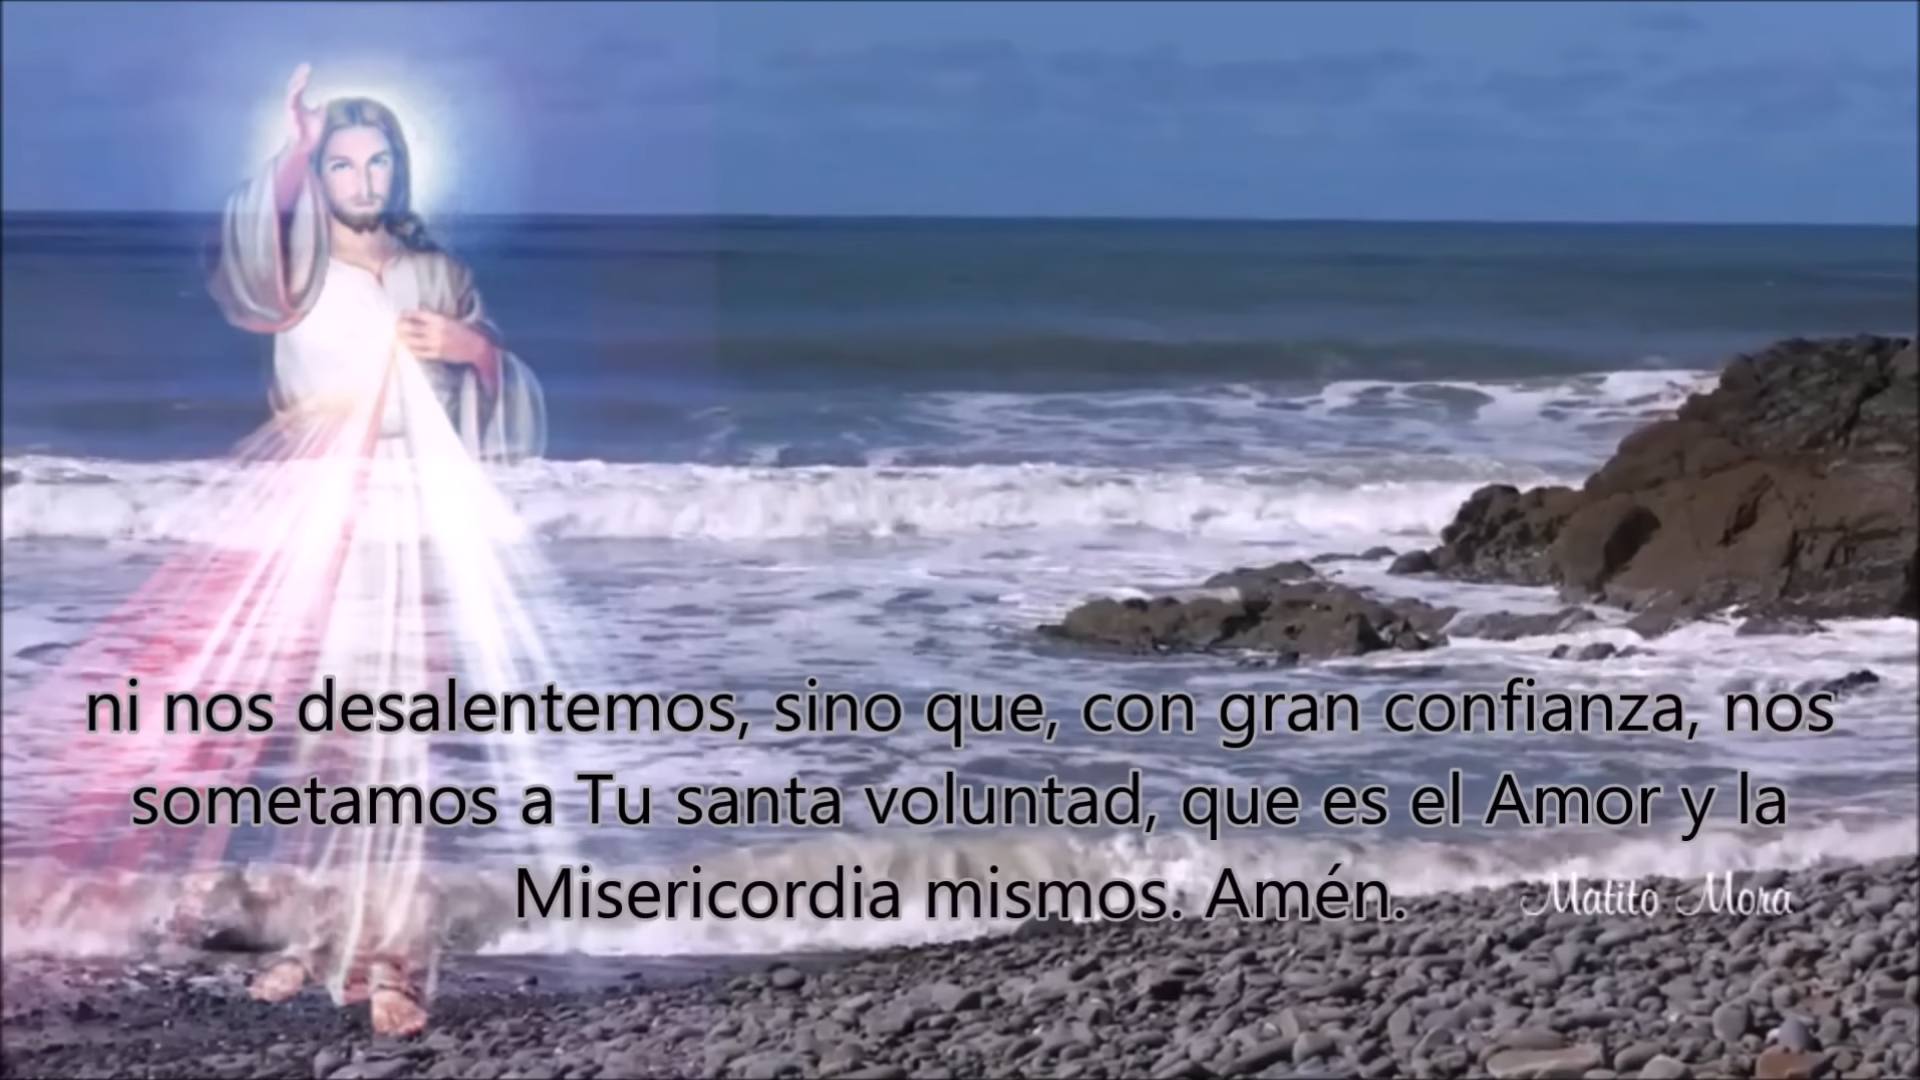 ni nos desalentemos, sino que, con gran confianza, nos
sometamos a Tu santa voluntad, que es el Amor y la
Misericordia mismos. Amén.
Matito Mora